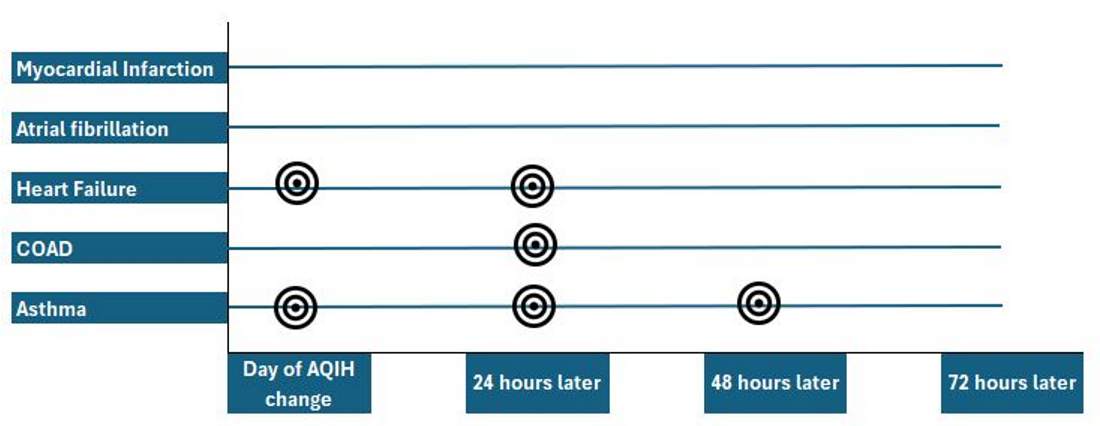 Myocardial Infarction
Atrial fibrillation
Heart Failure
COAD
Asthma
Day of AQIH
change
24 hours later
48 hours later
72 hours later